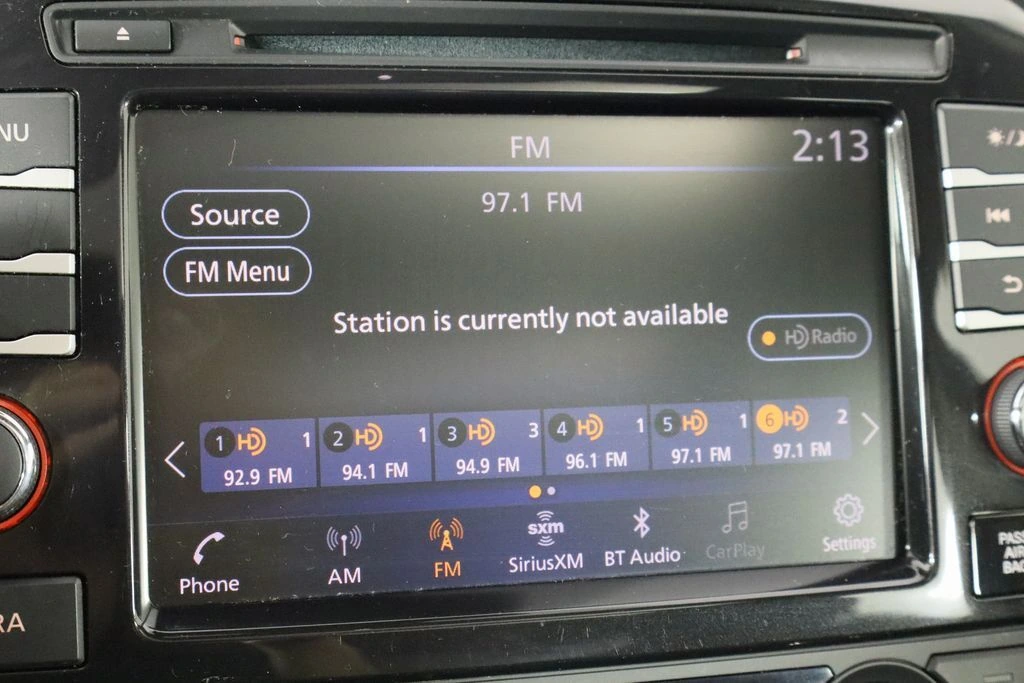 NU
FM
2:13
97.1 FM
Source
FM Menu
Station is currently not available
HD Radio
1 HD 1
92.9 FM
2 HD 1
94.1 FM
3 HD 3
94.9 FM
4 HD 1
96.1 FM
5 HD 1
97.1 FM
6 HD 2
97.1 FM
Phone
AM
FM
sxm
SiriusXM
BT Audio
CarPlay
Settings
RA
PASS
AIR
BAG